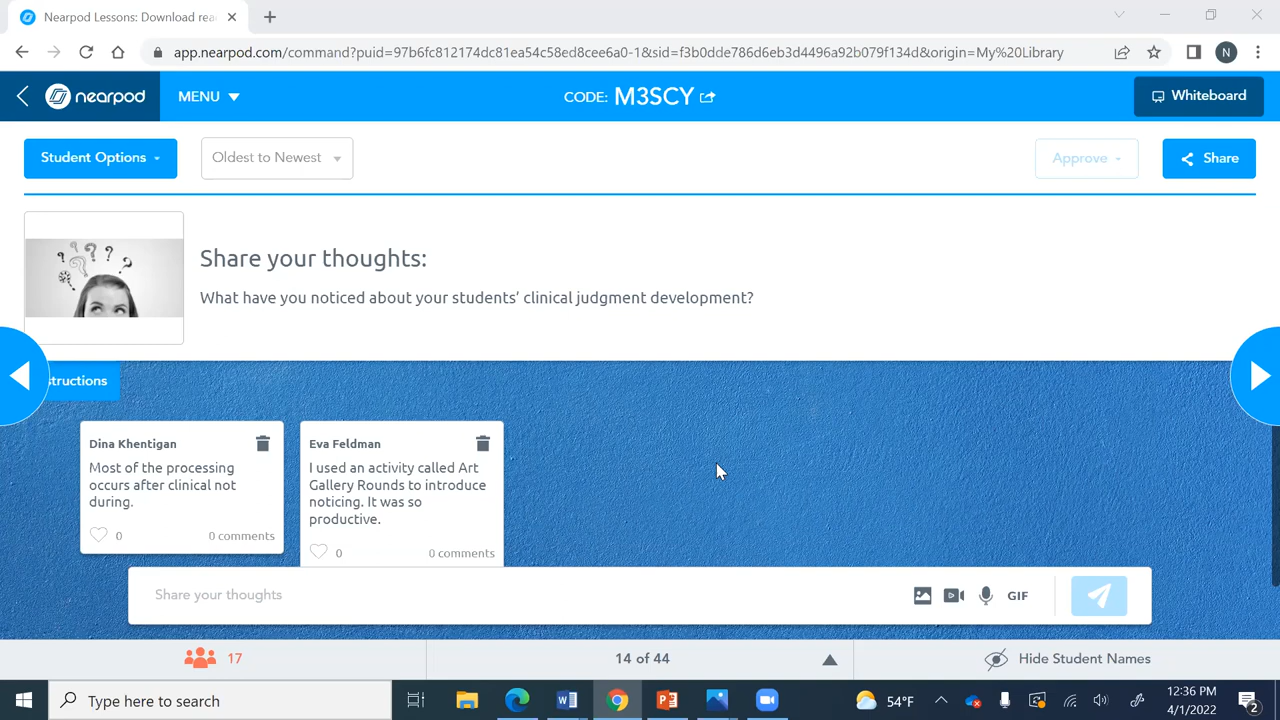 Nearpod Lessons: Download rea
app.nearpod.com/command?puid=97b6fc812174dc81ea54c58ed8cee6a0-1&sid=f3b0dde786d6eb3d4496a92b079f134d&origin=My%20Library
N
nearpod
MENU
CODE: M3SCY
Whiteboard
Student Options
Oldest to Newest
Approve
Share
Share your thoughts:
What have you noticed about your students’ clinical judgment development?
structions
Dina Khentigan
Most of the processing
occurs after clinical not
during.
0
0 comments
Eva Feldman
I used an activity called Art
Gallery Rounds to introduce
noticing. It was so
productive.
0
0 comments
Share your thoughts
GIF
17
14 of 44
Hide Student Names
Type here to search
54°F
12:36 PM
4/1/2022
2